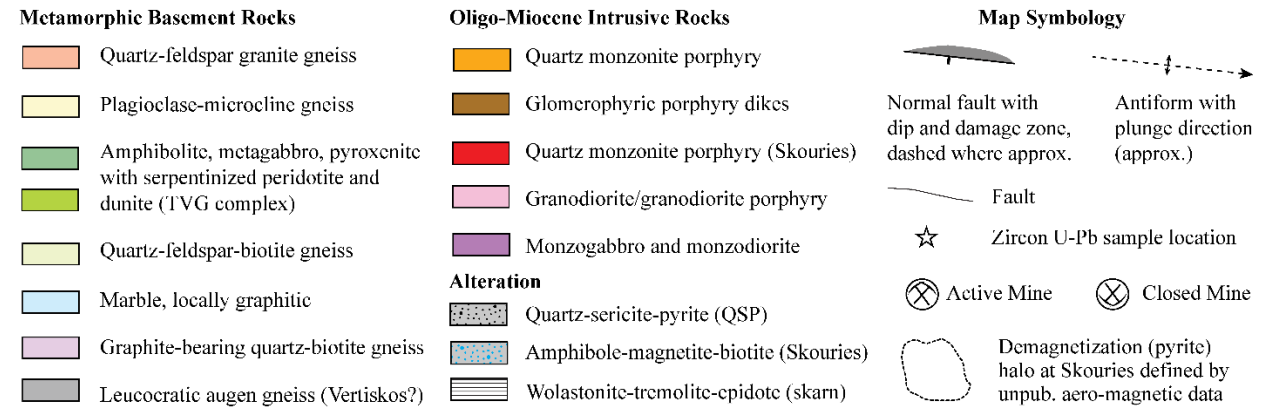 Metamorphic Basement Rocks
Quartz-feldspar granite gneiss
Plagioclase-microcline gneiss
Amphibolite, metagabbro, pyroxenite
with serpentinized peridotite and
dunite (TVG complex)
Quartz-feldspar-biotite gneiss
Marble, locally graphitic
Graphite-bearing quartz-biotite gneiss
Leucocratic augen gneiss (Vertiskos?)
Oligo-Miocene Intrusive Rocks
Quartz monzonite porphyry
Glomerophyric porphyry dikes
Quartz monzonite porphyry (Skouries)
Granodiorite/granodiorite porphyry
Monzogabbro and monzodiorite
Alteration
Quartz-sericite-pyrite (QSP)
Amphibole-magnetite-biotite (Skouries)
Wolastonite-tremolite-epidote (skarn)
Map Symbology
Normal fault with
dip and damage zone,
dashed where approx.
Antiform with
plunge direction
(approx.)
Fault
Zircon U-Pb sample location
Active Mine
Closed Mine
Demagnetization (pyrite)
halo at Skouries defined by
unpub. aero-magnetic data